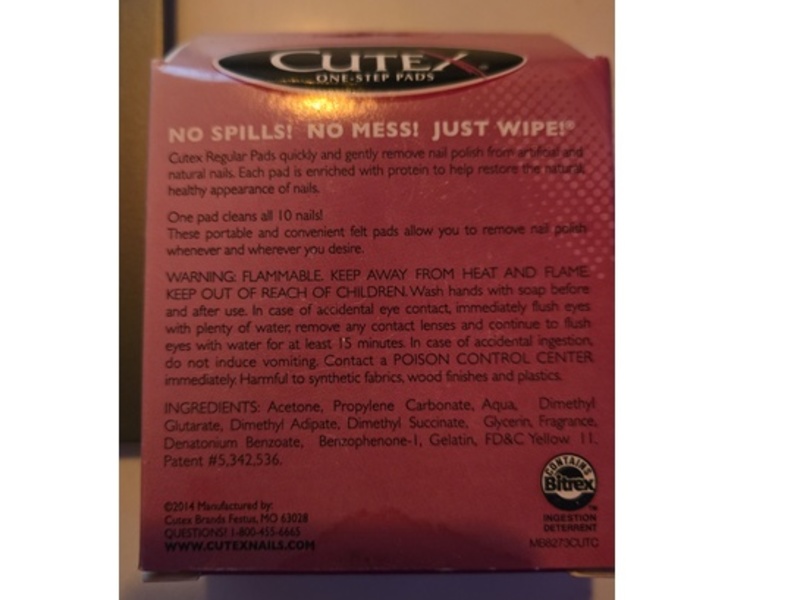 CUTEX
ONE-STEP PADS
NO SPILLS! NO MESS! JUST WIPE!®
Cutex Regular Pads quickly and gently remove nail polish from artificial and
natural nails. Each pad is enriched with protein to help restore the natural,
healthy appearance of nails.
One pad cleans all 10 nails!
These portable and convenient felt pads allow you to remove nail polish
whenever and wherever you desire.
WARNING: FLAMMABLE. KEEP AWAY FROM HEAT AND FLAME.
KEEP OUT OF REACH OF CHILDREN. Wash hands with soap before
and after use. In case of accidental eye contact, immediately flush eyes
with plenty of water, remove any contact lenses and continue to flush
eyes with water for at least 15 minutes. In case of accidental ingestion,
do not induce vomiting. Contact a POISON CONTROL CENTER
immediately. Harmful to synthetic fabrics, wood finishes and plastics.
INGREDIENTS: Acetone, Propylene Carbonate, Aqua, Dimethyl
Glutarate, Dimethyl Adipate, Dimethyl Succinate, Glycerin, Fragrance,
Denatonium Benzoate, Benzophenone-1, Gelatin, FD&C Yellow 11.
Patent #5,342,536.
CONTAINS
Bitrex™
INGESTION
DETERRENT
©2014 Manufactured by:
Cutex Brands Festus, MO 63028
QUESTIONS? 1-800-455-6665
WWW.CUTEXNAILS.COM
MB8273CUTC